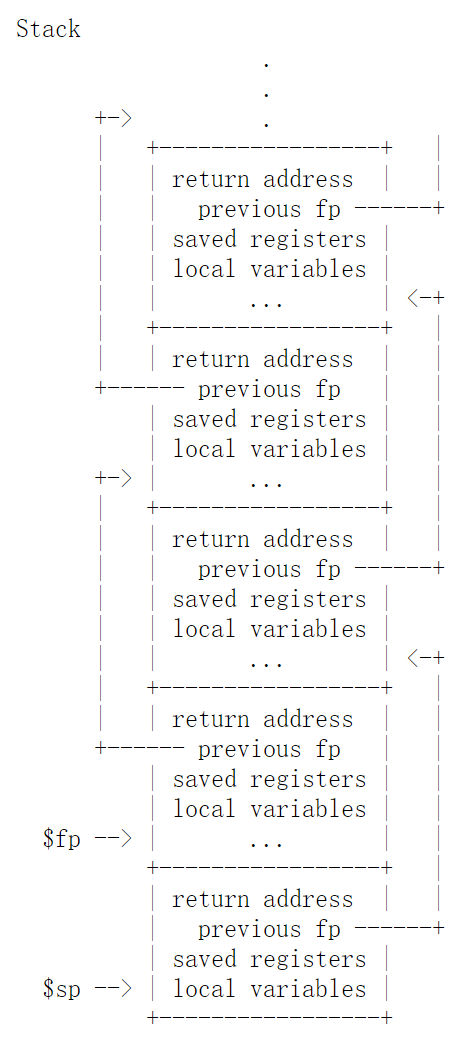 Stack
.
.
+-> .
| +-----------------+ |
| | return address | |
| | previous fp ------+
| | saved registers |
| | local variables |
| | ... | <-+
| +-----------------+ |
| | return address | |
+------ previous fp | |
| saved registers | |
| local variables | |
+-> | ... | |
| +-----------------+ |
| | return address | |
| | previous fp ------+
| | saved registers |
| | local variables |
| | ... | <-+
| +-----------------+ |
| | return address | |
+------ previous fp | |
| saved registers | |
| local variables | |
$fp --> | ... | |
+-----------------+ |
| return address | |
| previous fp ------+
| saved registers |
$sp --> | local variables |
+-----------------+